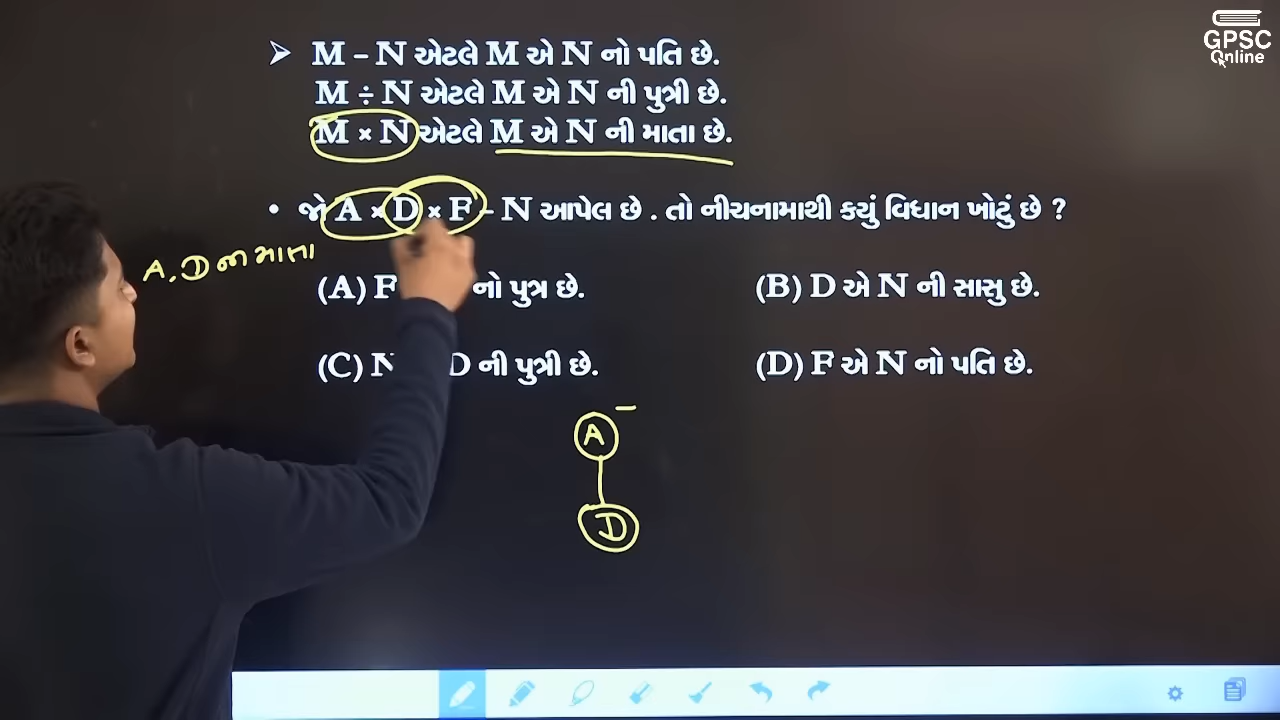 GPSC
Online
➤ M – N એટલે M એ N નો પતિ છે.
M ÷ N એટલે M એ N ની પુત્રી છે.
M × N એટલે M એ N ની માતા છે.
• જો A × D × F – N આપેલ છે . તો નીચનામાથી કયું વિધાન ખોટું છે ?
A, D ના માતા
(A) F નો પુત્ર છે.
(B) D એ N ની સાસુ છે.
(C) N D ની પુત્રી છે.
(D) F એ N નો પતિ છે.
A –
D